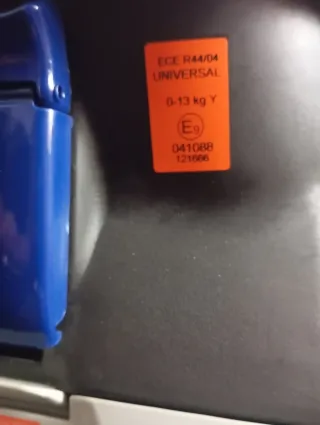 ECE R44/04
UNIVERSAL
0-13 kg Y
E9
041088
121666